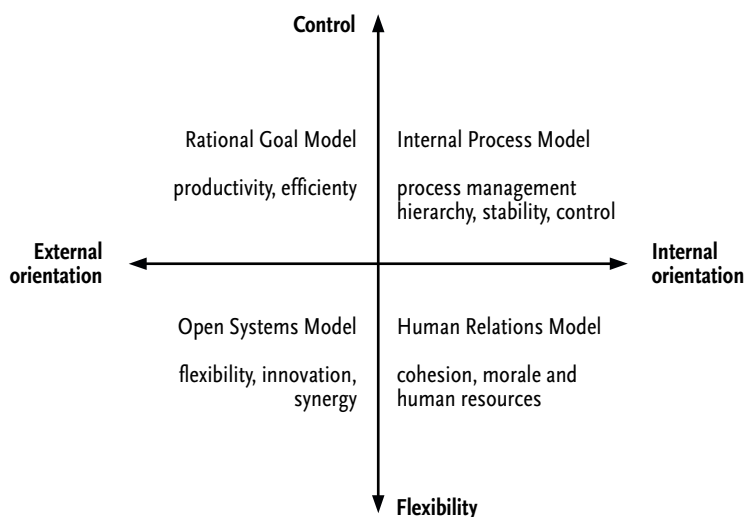 Control
Rational Goal Model
productivity, efficienty
Internal Process Model
process management
hierarchy, stability, control
External
orientation
Internal
orientation
Open Systems Model
flexibility, innovation,
synergy
Human Relations Model
cohesion, morale and
human resources
Flexibility